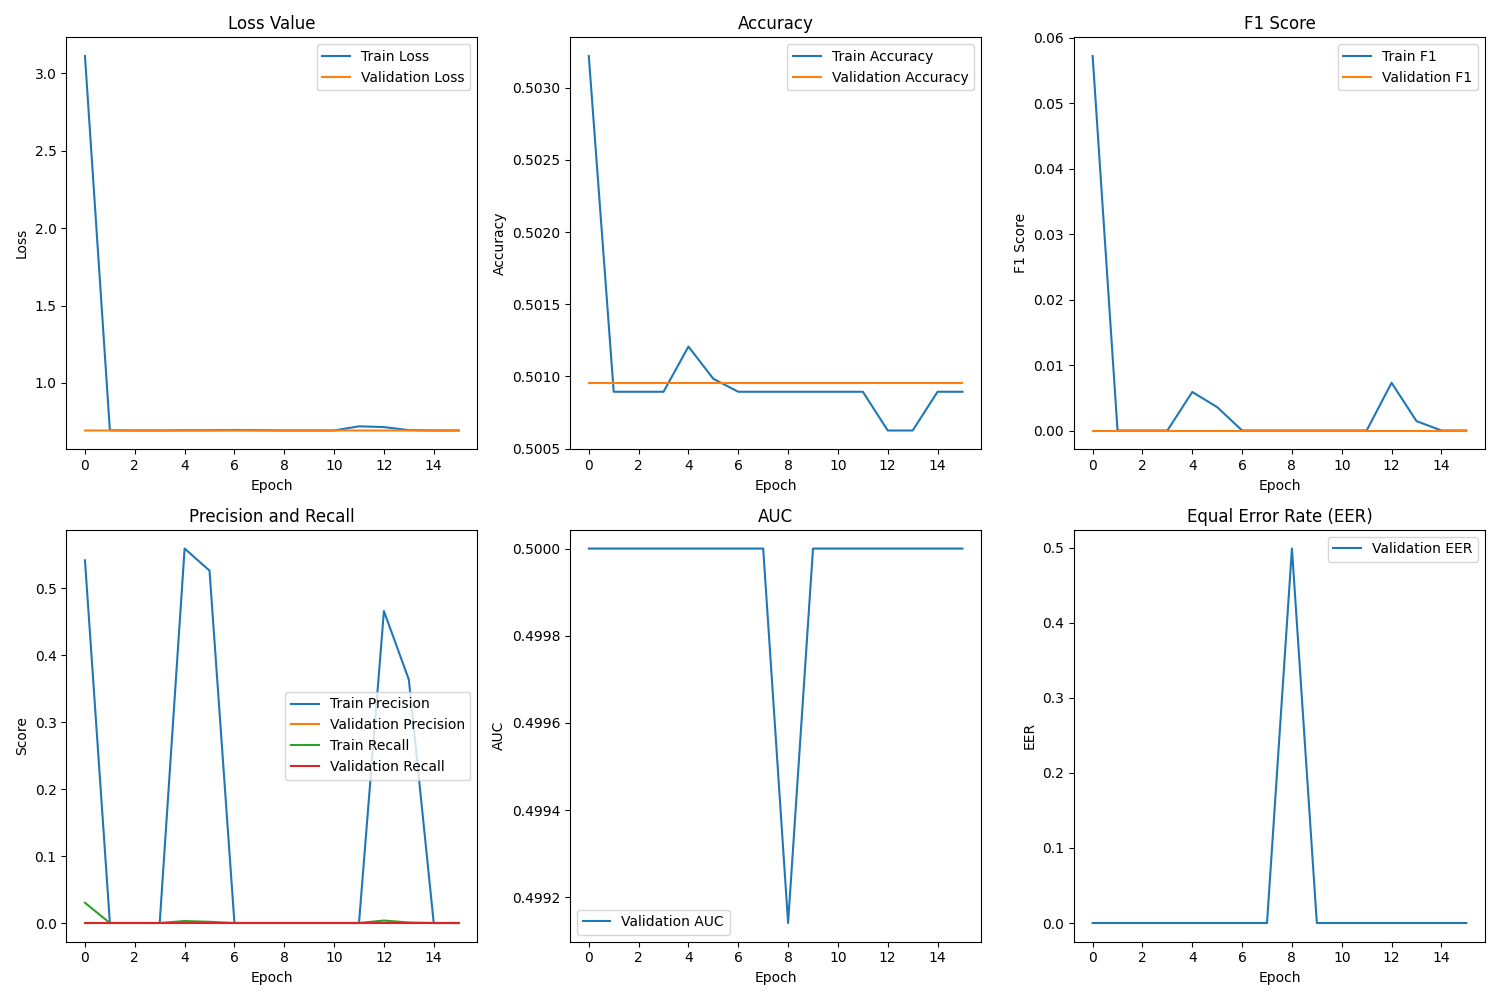 Loss Value
Train Loss
Validation Loss
3.0
2.5
2.0
1.5
1.0
Loss
0 2 4 6 8 10 12 14
Epoch
Accuracy
Train Accuracy
Validation Accuracy
0.5030
0.5025
0.5020
0.5015
0.5010
0.5005
Accuracy
0 2 4 6 8 10 12 14
Epoch
F1 Score
Train F1
Validation F1
0.06
0.05
0.04
0.03
0.02
0.01
0.00
F1 Score
0 2 4 6 8 10 12 14
Epoch
Precision and Recall
0.5
0.4
0.3
0.2
0.1
0.0
Score
Train Precision
Validation Precision
Train Recall
Validation Recall
0 2 4 6 8 10 12 14
Epoch
AUC
0.5000
0.4998
0.4996
0.4994
0.4992
AUC
Validation AUC
0 2 4 6 8 10 12 14
Epoch
Equal Error Rate (EER)
Validation EER
0.5
0.4
0.3
0.2
0.1
0.0
EER
0 2 4 6 8 10 12 14
Epoch